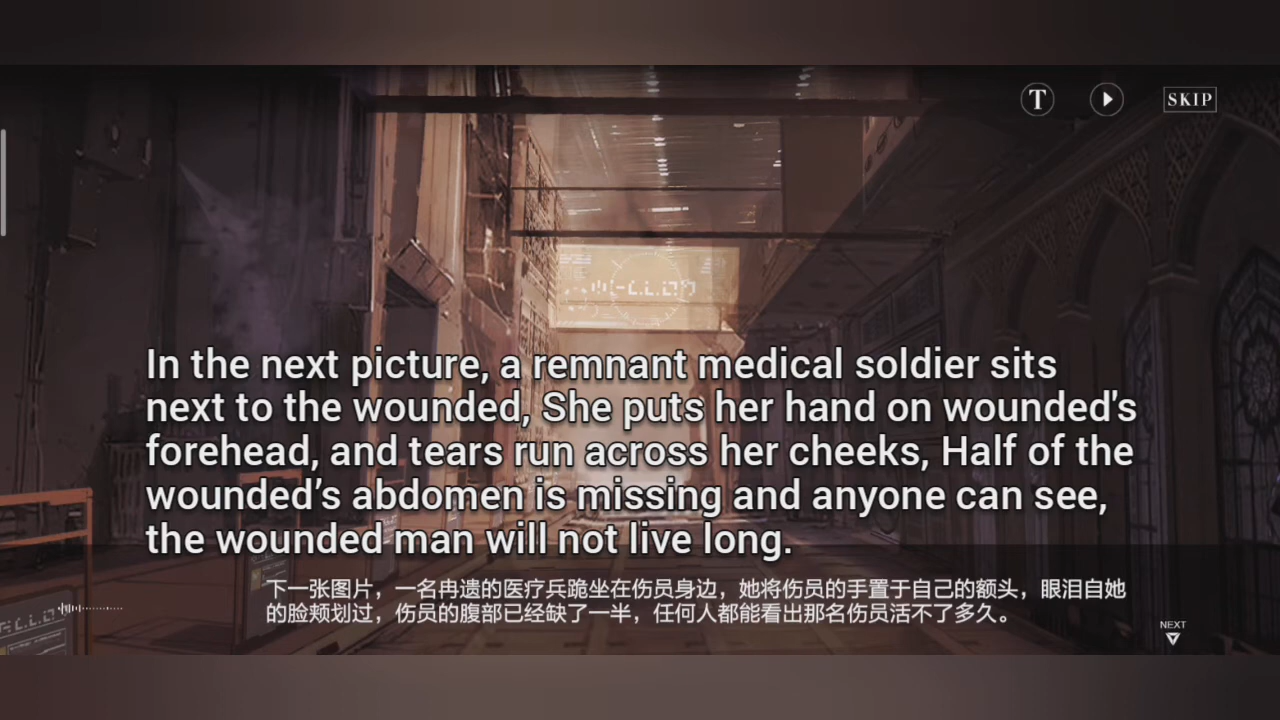 T
SKIP
In the next picture, a remnant medical soldier sits
next to the wounded, She puts her hand on wounded's
forehead, and tears run across her cheeks, Half of the
wounded's abdomen is missing and anyone can see,
the wounded man will not live long.
下一张图片，一名冉遗的医疗兵跪坐在伤员身边，她将伤员的手置于自己的额头，眼泪自她
的脸颊划过，伤员的腹部已经缺了一半，任何人都能看出那名伤员活不了多久。
NEXT